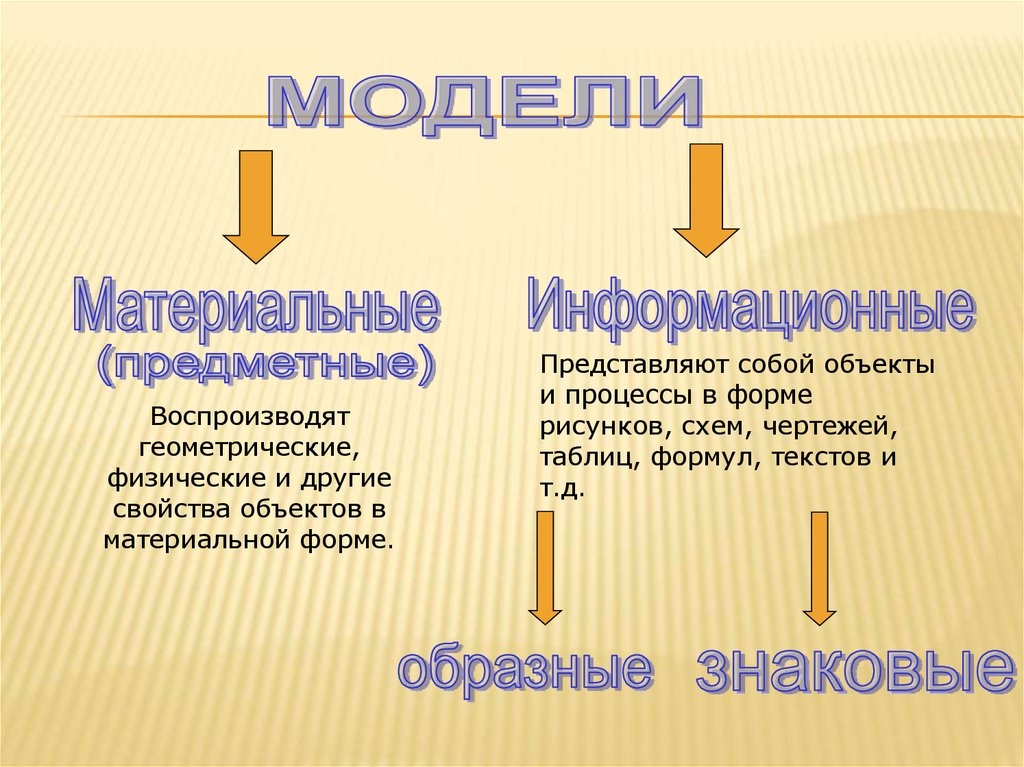 МОДЕЛИ
Материальные
(предметные)
Воспроизводят
геометрические,
физические и другие
свойства объектов в
материальной форме.
Информационные
Представляют собой объекты
и процессы в форме
рисунков, схем, чертежей,
таблиц, формул, текстов и
т.д.
образные
знаковые